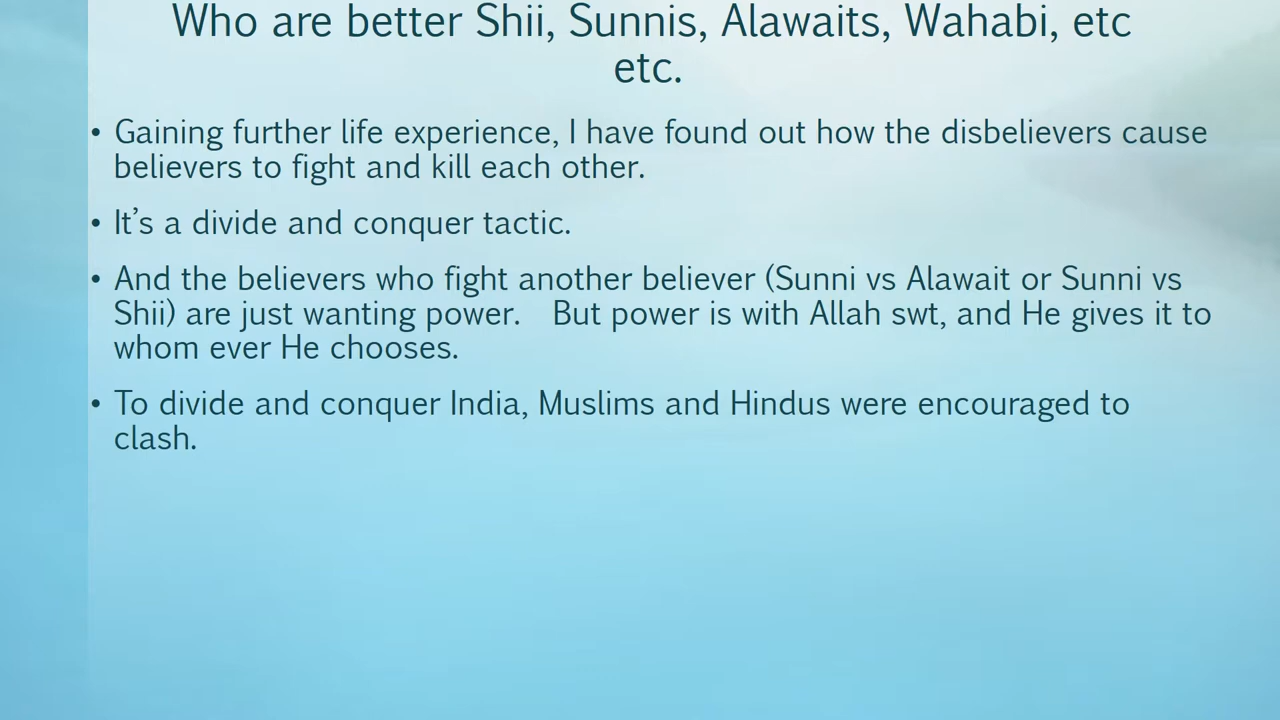 Who are better Shii, Sunnis, Alawaits, Wahabi, etc
etc.
• Gaining further life experience, I have found out how the disbelievers cause
believers to fight and kill each other.
• It's a divide and conquer tactic.
• And the believers who fight another believer (Sunni vs Alawait or Sunni vs
Shii) are just wanting power.   But power is with Allah swt, and He gives it to
whom ever He chooses.
• To divide and conquer India, Muslims and Hindus were encouraged to
clash.